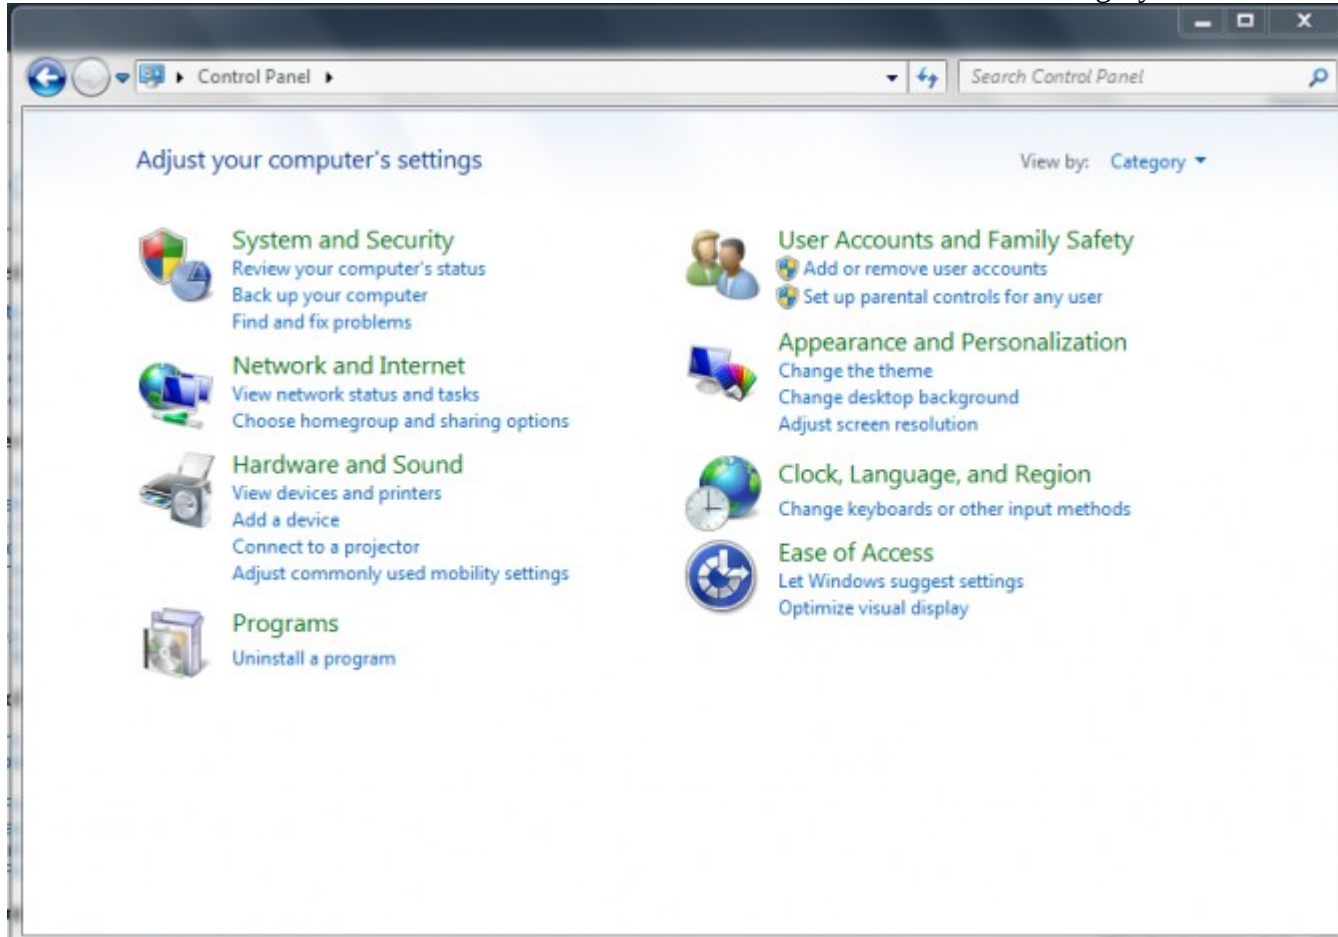 Control Panel
Search Control Panel
Adjust your computer's settings
View by: Category
System and Security
Review your computer's status
Back up your computer
Find and fix problems
Network and Internet
View network status and tasks
Choose homegroup and sharing options
Hardware and Sound
View devices and printers
Add a device
Connect to a projector
Adjust commonly used mobility settings
Programs
Uninstall a program
User Accounts and Family Safety
Add or remove user accounts
Set up parental controls for any user
Appearance and Personalization
Change the theme
Change desktop background
Adjust screen resolution
Clock, Language, and Region
Change keyboards or other input methods
Ease of Access
Let Windows suggest settings
Optimize visual display